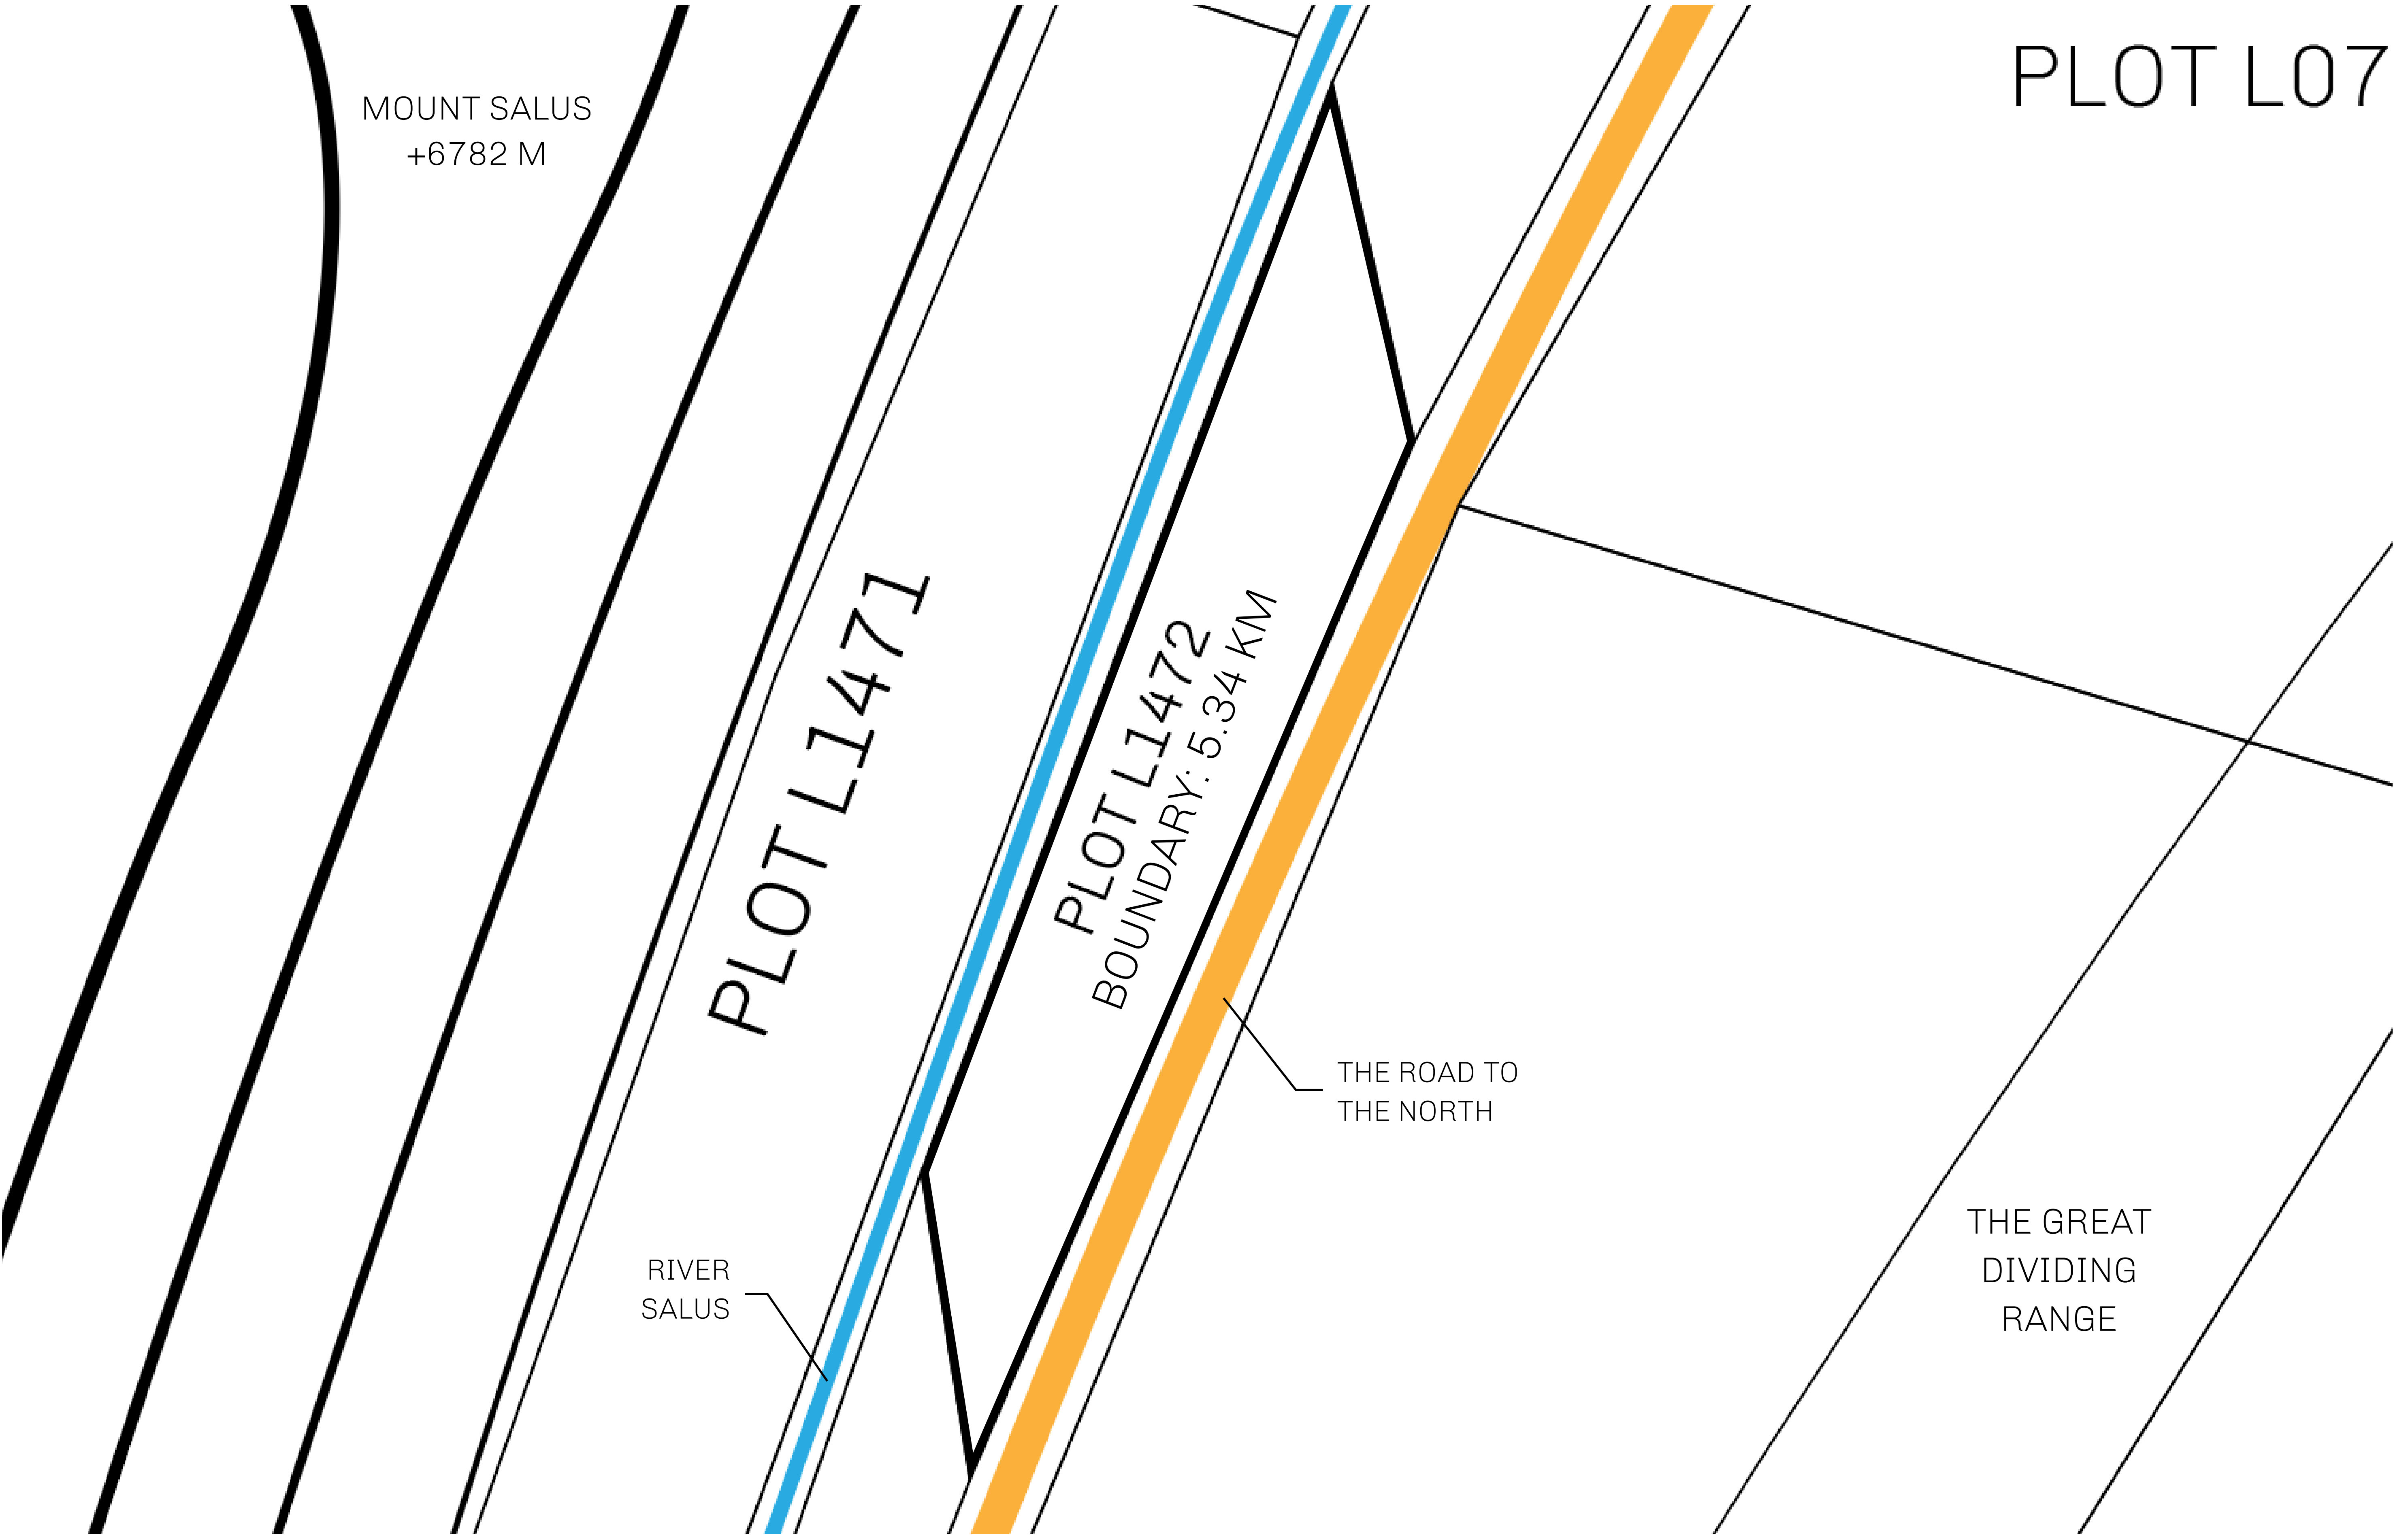 PLOT L07
MOUNT SALUS
+6782 M
PLOT L1471
PLOT L1472
BOUNDARY: 5.34 KM
THE ROAD TO
THE NORTH
RIVER
SALUS
THE GREAT
DIVIDING
RANGE